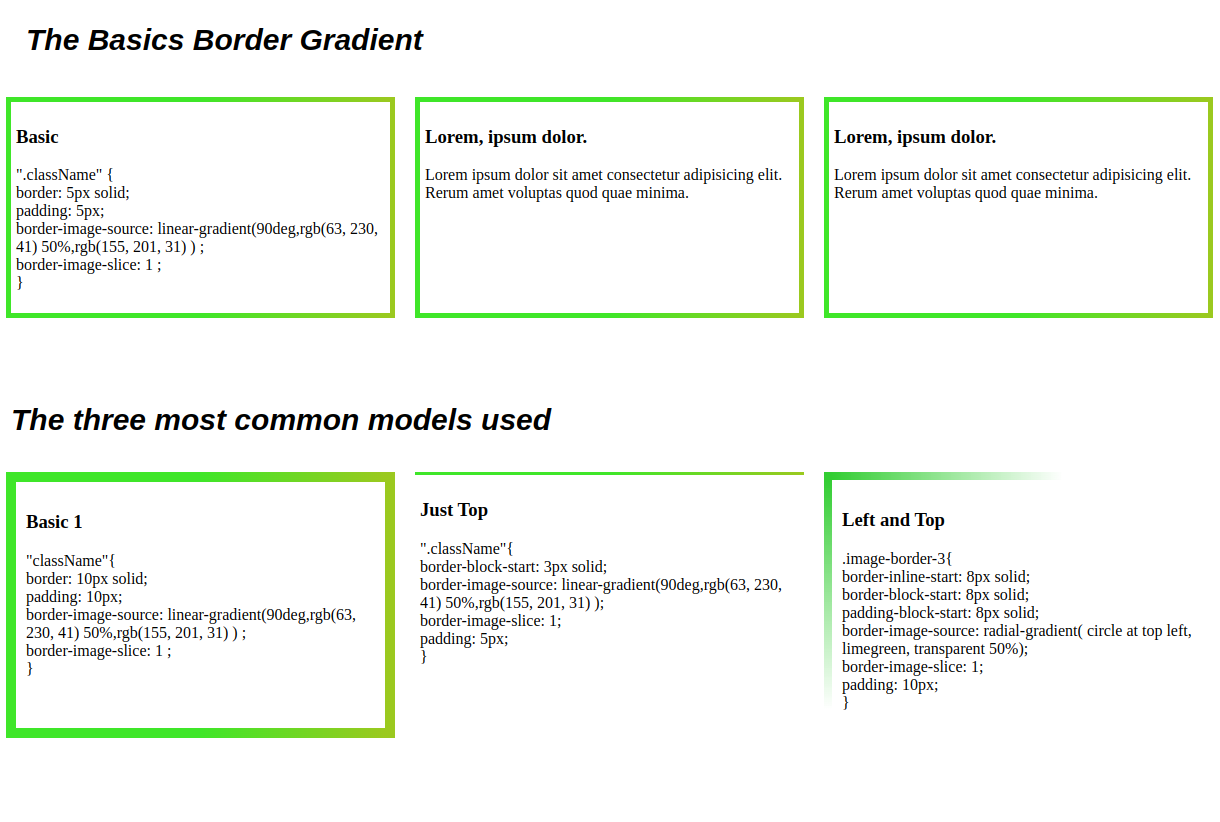 The Basics Border Gradient
Basic
".className" {
border: 5px solid;
padding: 5px;
border-image-source: linear-gradient(90deg,rgb(63, 230,
41) 50%,rgb(155, 201, 31) ) ;
border-image-slice: 1 ;
}
Lorem, ipsum dolor.
Lorem ipsum dolor sit amet consectetur adipisicing elit.
Rerum amet voluptas quod quae minima.
Lorem, ipsum dolor.
Lorem ipsum dolor sit amet consectetur adipisicing elit.
Rerum amet voluptas quod quae minima.
The three most common models used
Basic 1
"className"{
border: 10px solid;
padding: 10px;
border-image-source: linear-gradient(90deg,rgb(63,
230, 41) 50%,rgb(155, 201, 31) ) ;
border-image-slice: 1 ;
}
Just Top
".className"{
border-block-start: 3px solid;
border-image-source: linear-gradient(90deg,rgb(63, 230,
41) 50%,rgb(155, 201, 31) );
border-image-slice: 1;
padding: 5px;
}
Left and Top
.image-border-3{
border-inline-start: 8px solid;
border-block-start: 8px solid;
padding-block-start: 8px solid;
border-image-source: radial-gradient( circle at top left,
limegreen, transparent 50%);
border-image-slice: 1;
padding: 10px;
}